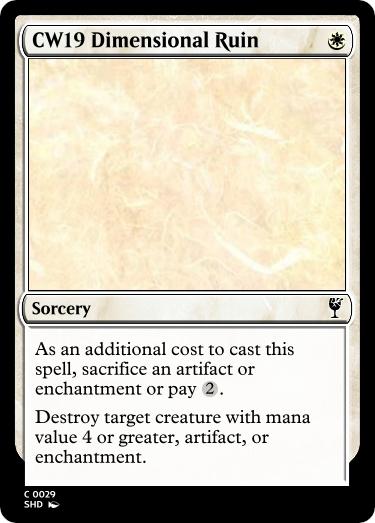 CW19 Dimensional Ruin
Sorcery
As an additional cost to cast this
spell, sacrifice an artifact or
enchantment or pay 2.
Destroy target creature with mana
value 4 or greater, artifact, or
enchantment.
C 0029
SHD